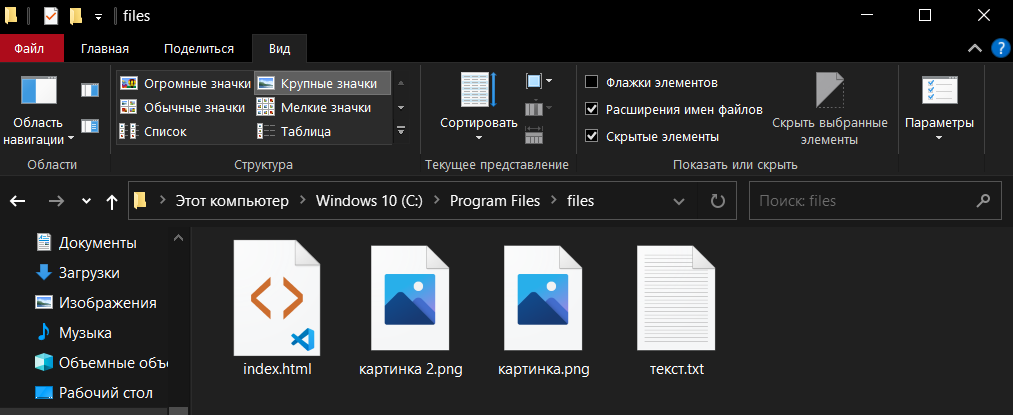 files
Файл Главная Поделиться Вид
Огромные значки Крупные значки
Обычные значки Мелкие значки
Список Таблица
Область навигации
Области
Структура
Сортировать
Текущее представление
Флажки элементов
Расширения имен файлов
Скрытые элементы
Скрыть выбранные элементы
Показать или скрыть
Параметры
Этот компьютер Windows 10 (C:) Program Files files
Поиск: files
Документы
Загрузки
Изображения
Музыка
Объемные объ
Рабочий стол
index.html картинка 2.png картинка.png текст.txt